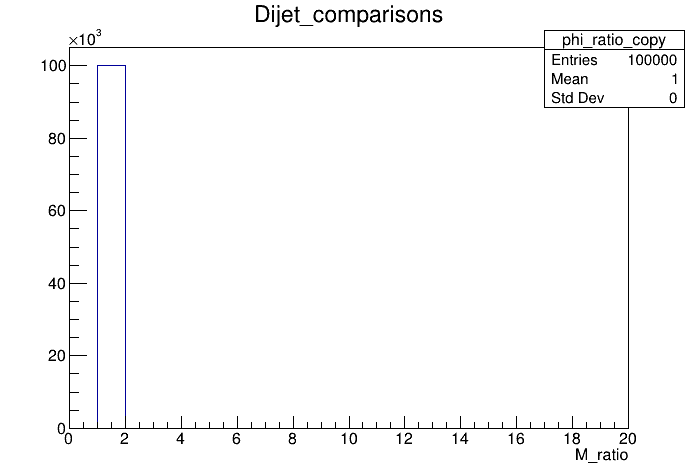 Dijet_comparisons
×10³
phi_ratio_copy
Entries 100000
Mean 1
Std Dev 0
100
80
60
40
20
0
0 2 4 6 8 10 12 14 16 18 20
M_ratio